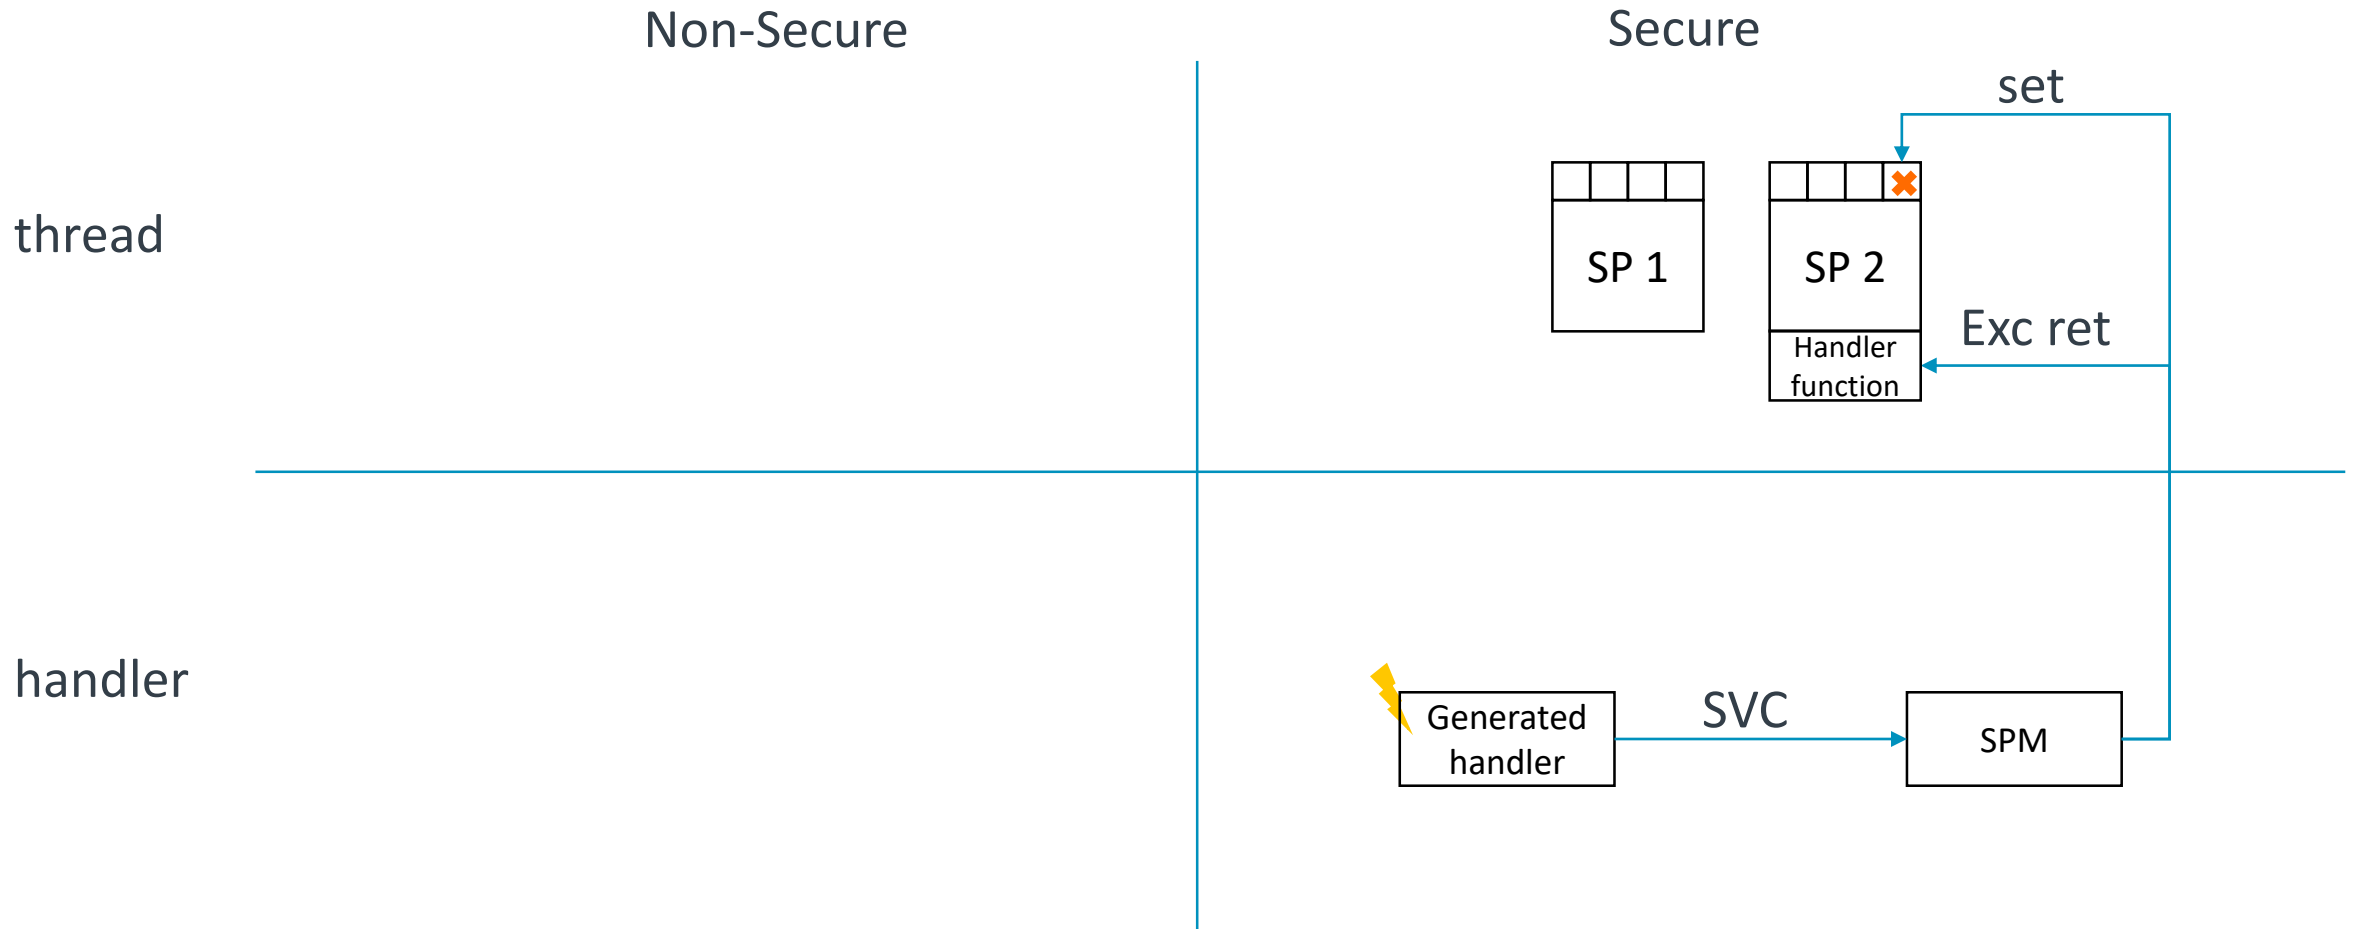 Non-Secure
Secure
set
thread
SP 1
SP 2
Exc ret
Handler
function
handler
Generated
handler
SVC
SPM